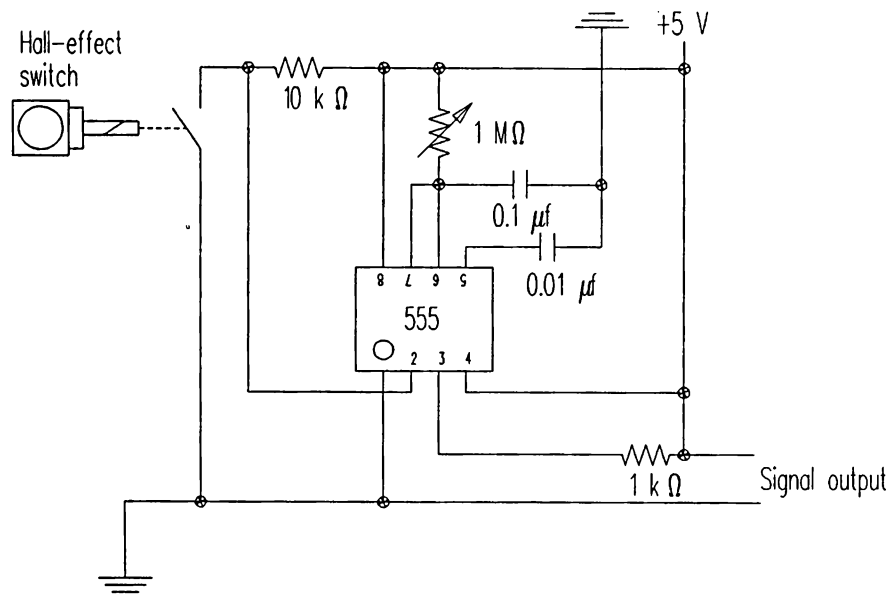 +5 V
Hall-effect
switch
10 k Ω
1 MΩ
0.1 µf
0.01 µf
8 7 6 5
555
2 3 4
1 k Ω
Signal output